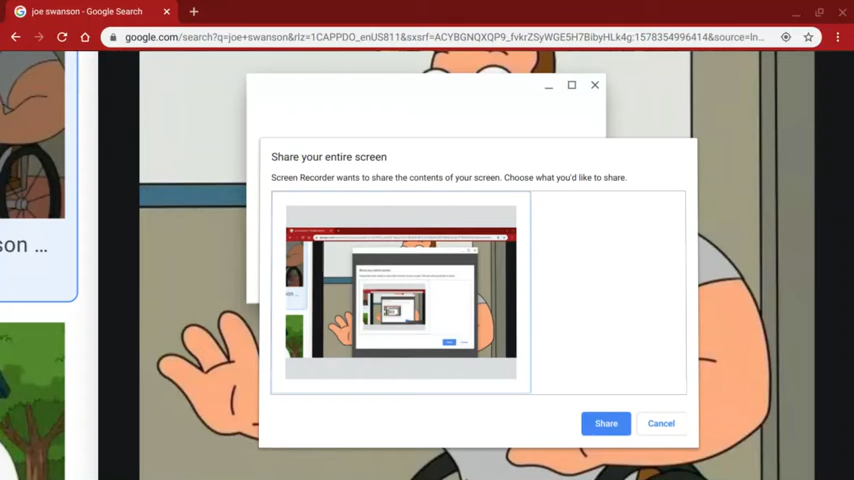 joe swanson - Google Search
google.com/search?q=joe+swanson&rlz=1CAPPDO_enUS811&sxsrf=ACYBGNQXQP9_fvkrZSyWGE5H7BibyHLk4g:1578354996414&source=ln...
son ...
Share your entire screen
Screen Recorder wants to share the contents of your screen. Choose what you'd like to share.
Share
Cancel